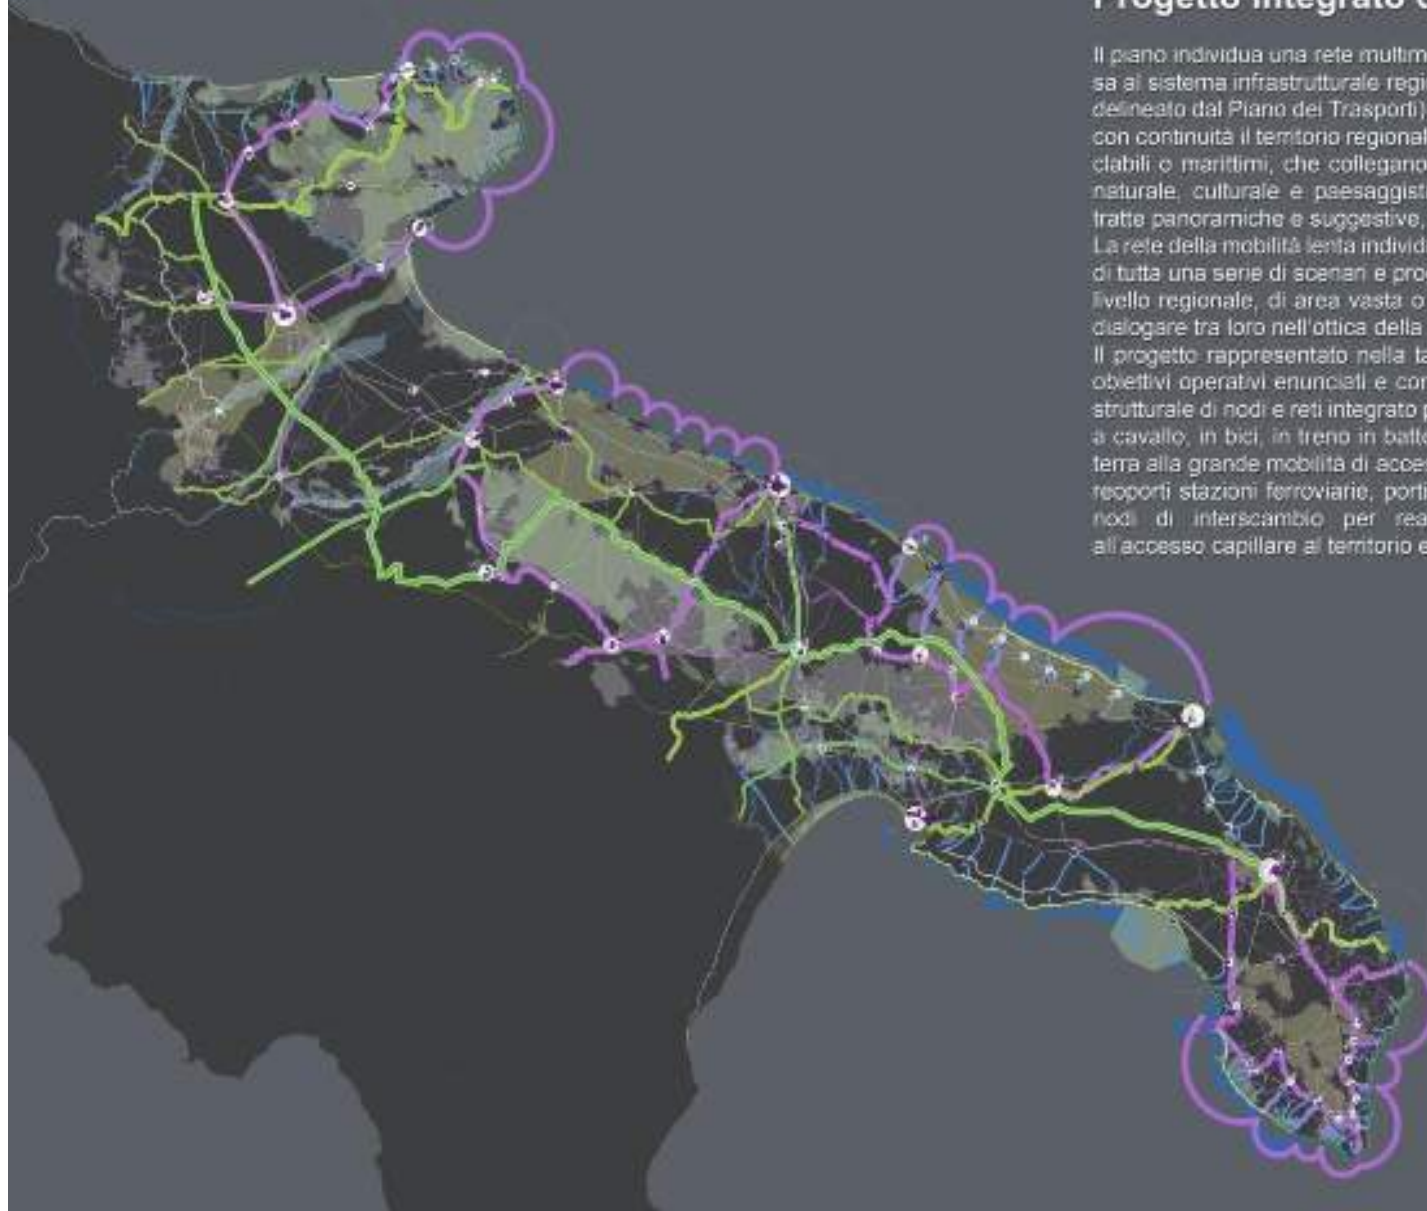 Progetto integrato d
Il piano individua una rete multim
sa al sistema infrastrutturale regi
delineato dal Piano dei Trasporti)
con continuità il territorio regional
clabili o marittimi, che collegano
naturale, culturale e paesaggist
tratte panoramiche e suggestive.
La rete della mobilità lenta individ
di tutta una serie di scenari e pro
livello regionale, di area vasta o
dialogare tra loro nell'ottica della
Il progetto rappresentato nella ta
obiettivi operativi enunciati e con
strutturale di nodi e reti integrato p
a cavallo, in bici, in treno in batt
terra alla grande mobilità di acce
reoporti stazioni ferroviarie, porti
nodi di interscambio per rea
all'accesso capillare al territorio e